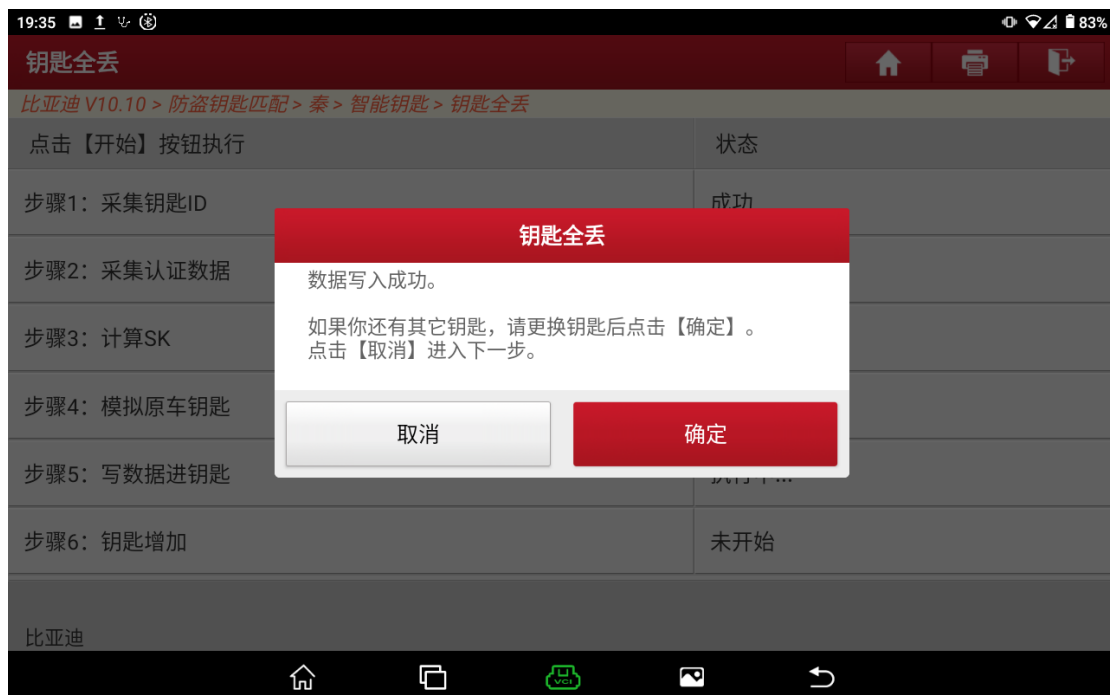 19:35
83%
钥匙全丢
比亚迪 V10.10 > 防盗钥匙匹配 > 秦 > 智能钥匙 > 钥匙全丢
点击【开始】按钮执行
状态
步骤1：采集钥匙ID
成功
钥匙全丢
步骤2：采集认证数据
数据写入成功。
步骤3：计算SK
如果你还有其它钥匙，请更换钥匙后点击【确定】。
点击【取消】进入下一步。
步骤4：模拟原车钥匙
取消
确定
步骤5：写数据进钥匙
步骤6：钥匙增加
未开始
比亚迪
VCI